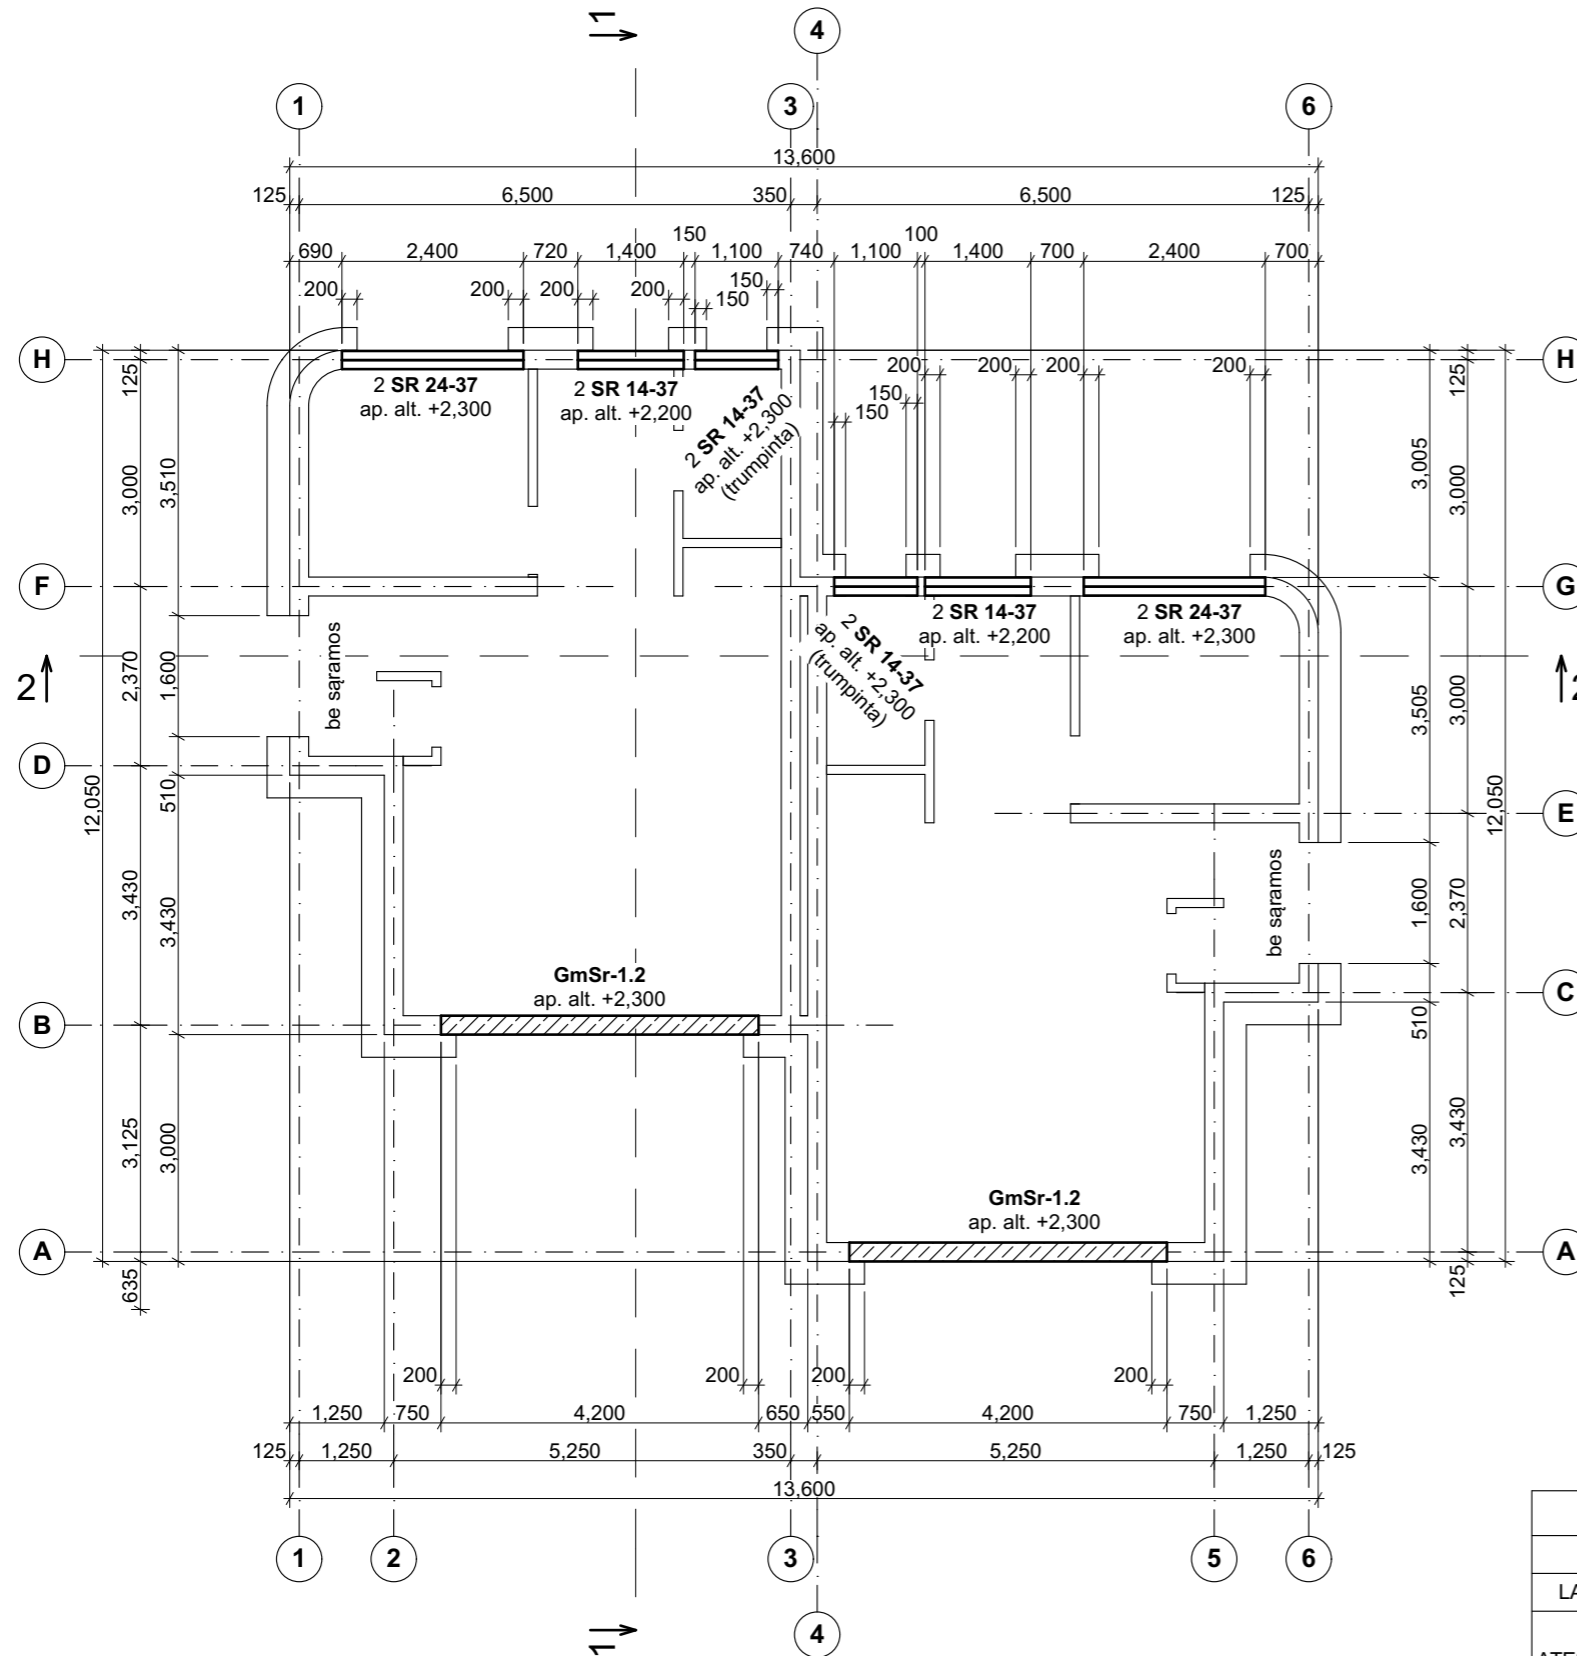 1
4
1
3
6
13,600
125
6,500
350
6,500
125
150
100
690
2,400
720
1,400
1,100
740
1,100
1,400
700
2,400
700
200
200
200
200
150
150
H
H
125
125
2 SR 24-37
ap. alt. +2,300
2 SR 14-37
ap. alt. +2,200
2 SR 14-37
ap. alt. +2,300
(trumpinta)
200
200
200
200
150
150
3,000
3,510
3,005
3,000
F
G
2 SR 14-37
ap. alt. +2,300
(trumpinta)
2 SR 14-37
ap. alt. +2,200
2 SR 24-37
ap. alt. +2,300
be sąramos
2
2,370
1,600
3,505
3,000
D
12,050
510
12,050
E
3,430
3,430
be sąramos
1,600
2,370
GmSr-1.2
ap. alt. +2,300
B
C
510
3,125
3,000
3,430
3,430
GmSr-1.2
ap. alt. +2,300
A
A
635
125
200
200
200
200
1,250
750
4,200
650
550
4,200
750
1,250
125
1,250
5,250
350
5,250
1,250
125
13,600
1
2
3
5
6
4
1